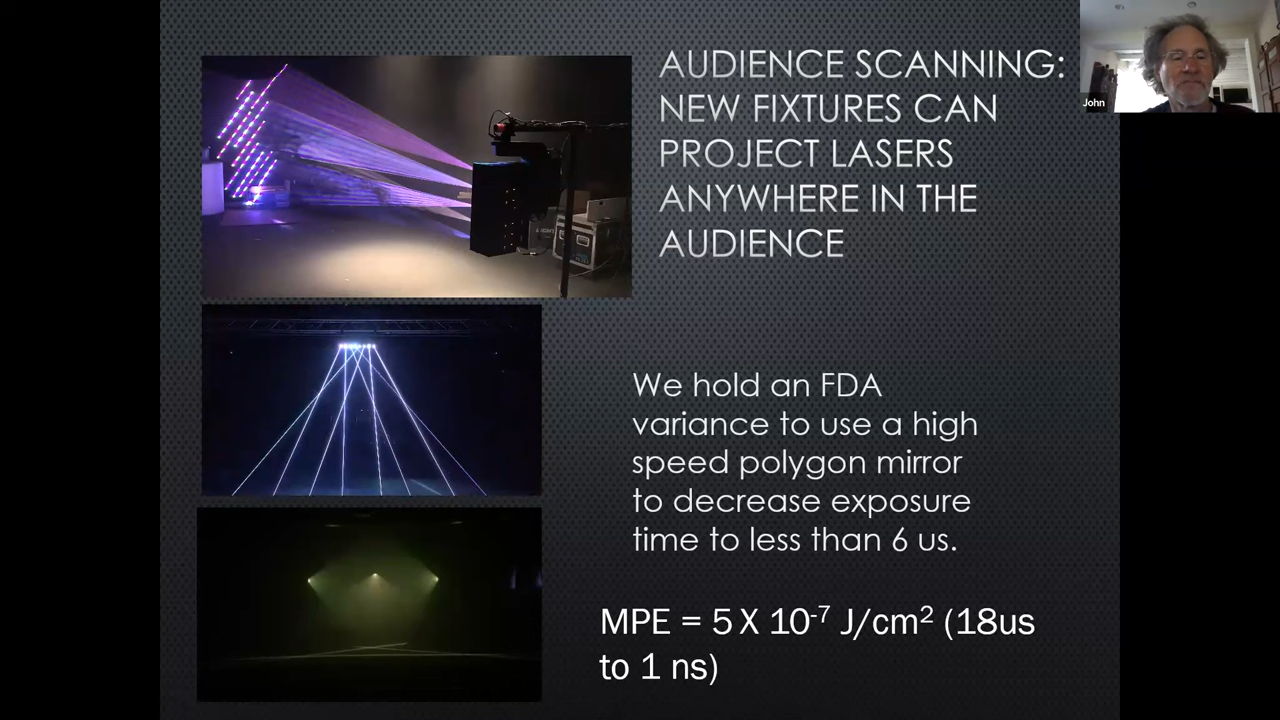 AUDIENCE SCANNING:
NEW FIXTURES CAN
PROJECT LASERS
ANYWHERE IN THE
AUDIENCE
John
We hold an FDA
variance to use a high
speed polygon mirror
to decrease exposure
time to less than 6 us.
MPE = 5 X 10⁻⁷ J/cm² (18us
to 1 ns)